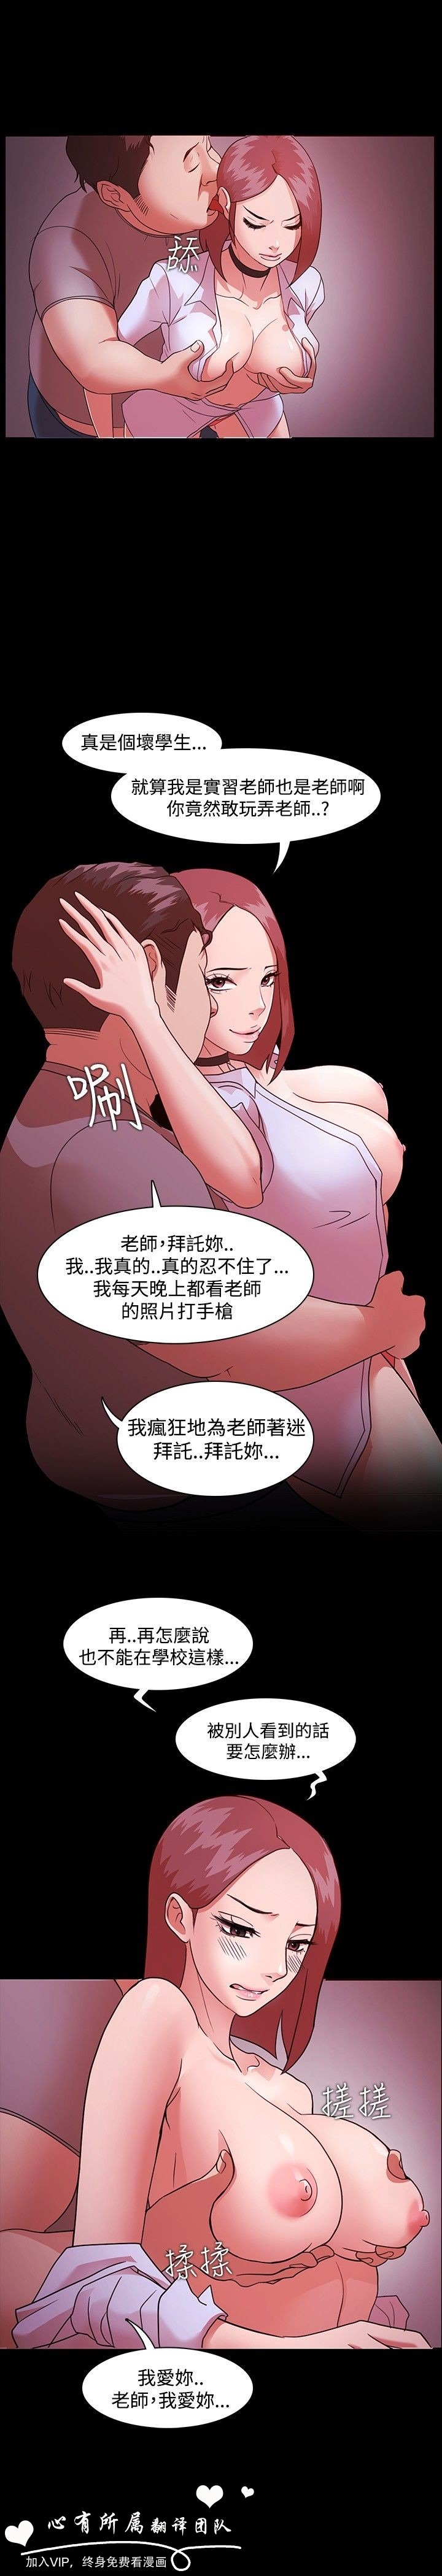 舔
真是個壞學生...
就算我是實習老師也是老師啊
你竟然敢玩弄老師..?
唰
老師,拜託妳..
我..我真的..真的忍不住了...
我每天晚上都看老師
的照片打手槍
我瘋狂地為老師著迷
拜託..拜託妳...
再..再怎麼說
也不能在學校這樣...
被別人看到的話
要怎麼辦...
搓搓
揉揉
我愛妳..
老師,我愛妳...
心有所属翻译团队
加入VIP，终身免费看漫画